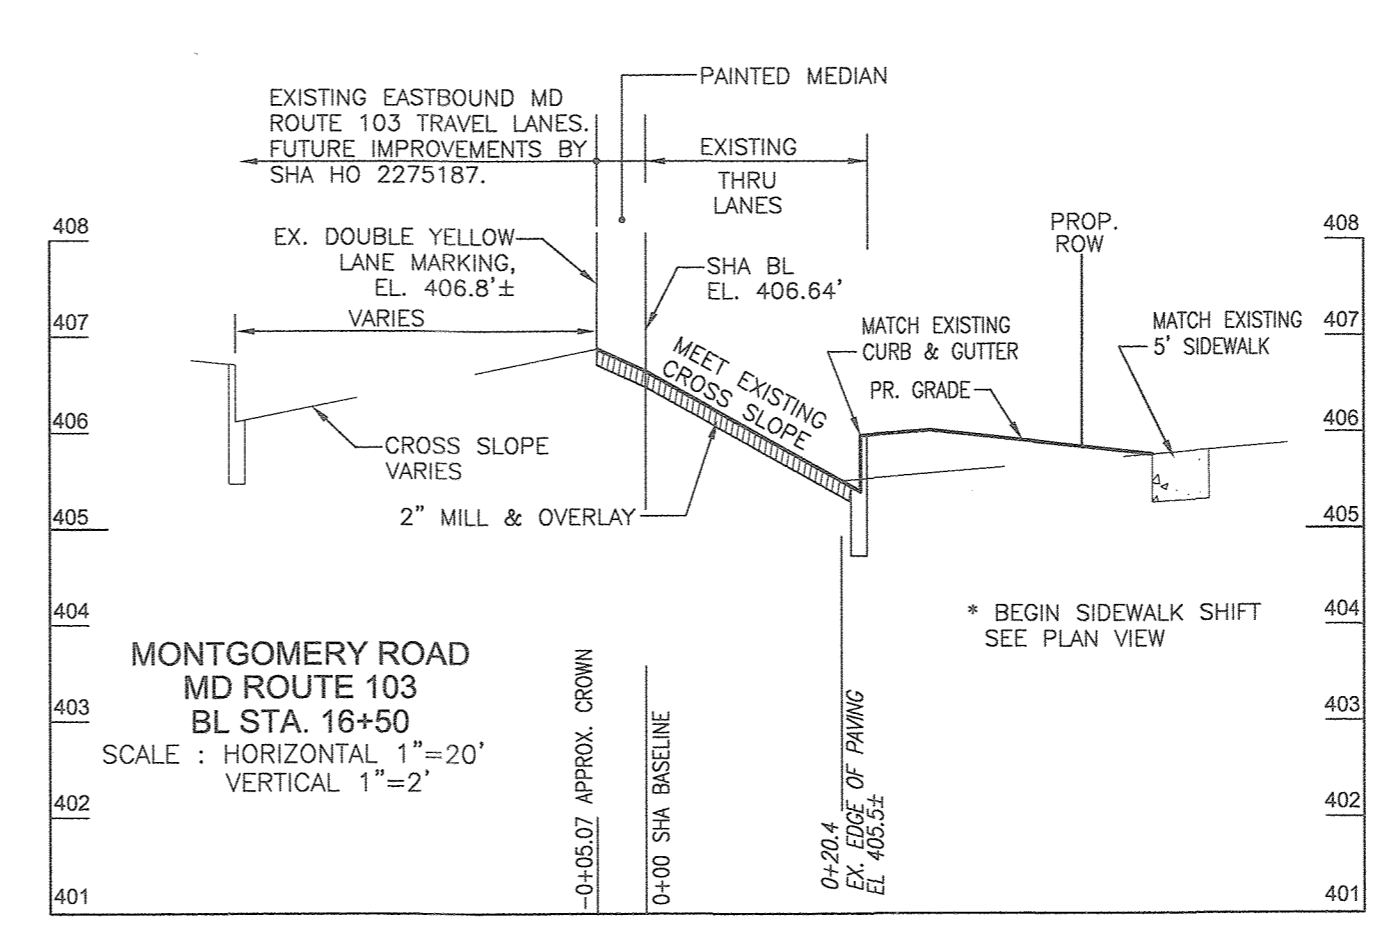 PAINTED MEDIAN
EXISTING EASTBOUND MD
ROUTE 103 TRAVEL LANES.
FUTURE IMPROVEMENTS BY
SHA HO 2275187.
EXISTING
THRU
LANES
408
EX. DOUBLE YELLOW
LANE MARKING,
EL. 406.8'±
SHA BL
EL. 406.64'
PROP.
ROW
408
407
VARIES
MATCH EXISTING
CURB & GUTTER
MATCH EXISTING
5' SIDEWALK
407
MEET EXISTING
CROSS SLOPE
PR. GRADE
406
CROSS SLOPE
VARIES
406
405
2" MILL & OVERLAY
405
404
* BEGIN SIDEWALK SHIFT
SEE PLAN VIEW
404
MONTGOMERY ROAD
MD ROUTE 103
BL STA. 16+50
SCALE : HORIZONTAL 1"=20'
VERTICAL 1"=2'
403
403
402
402
401
401
-0+05.07 APPROX. CROWN
0+00 SHA BASELINE
0+20.4
EX. EDGE OF PAVING
EL 405.5±